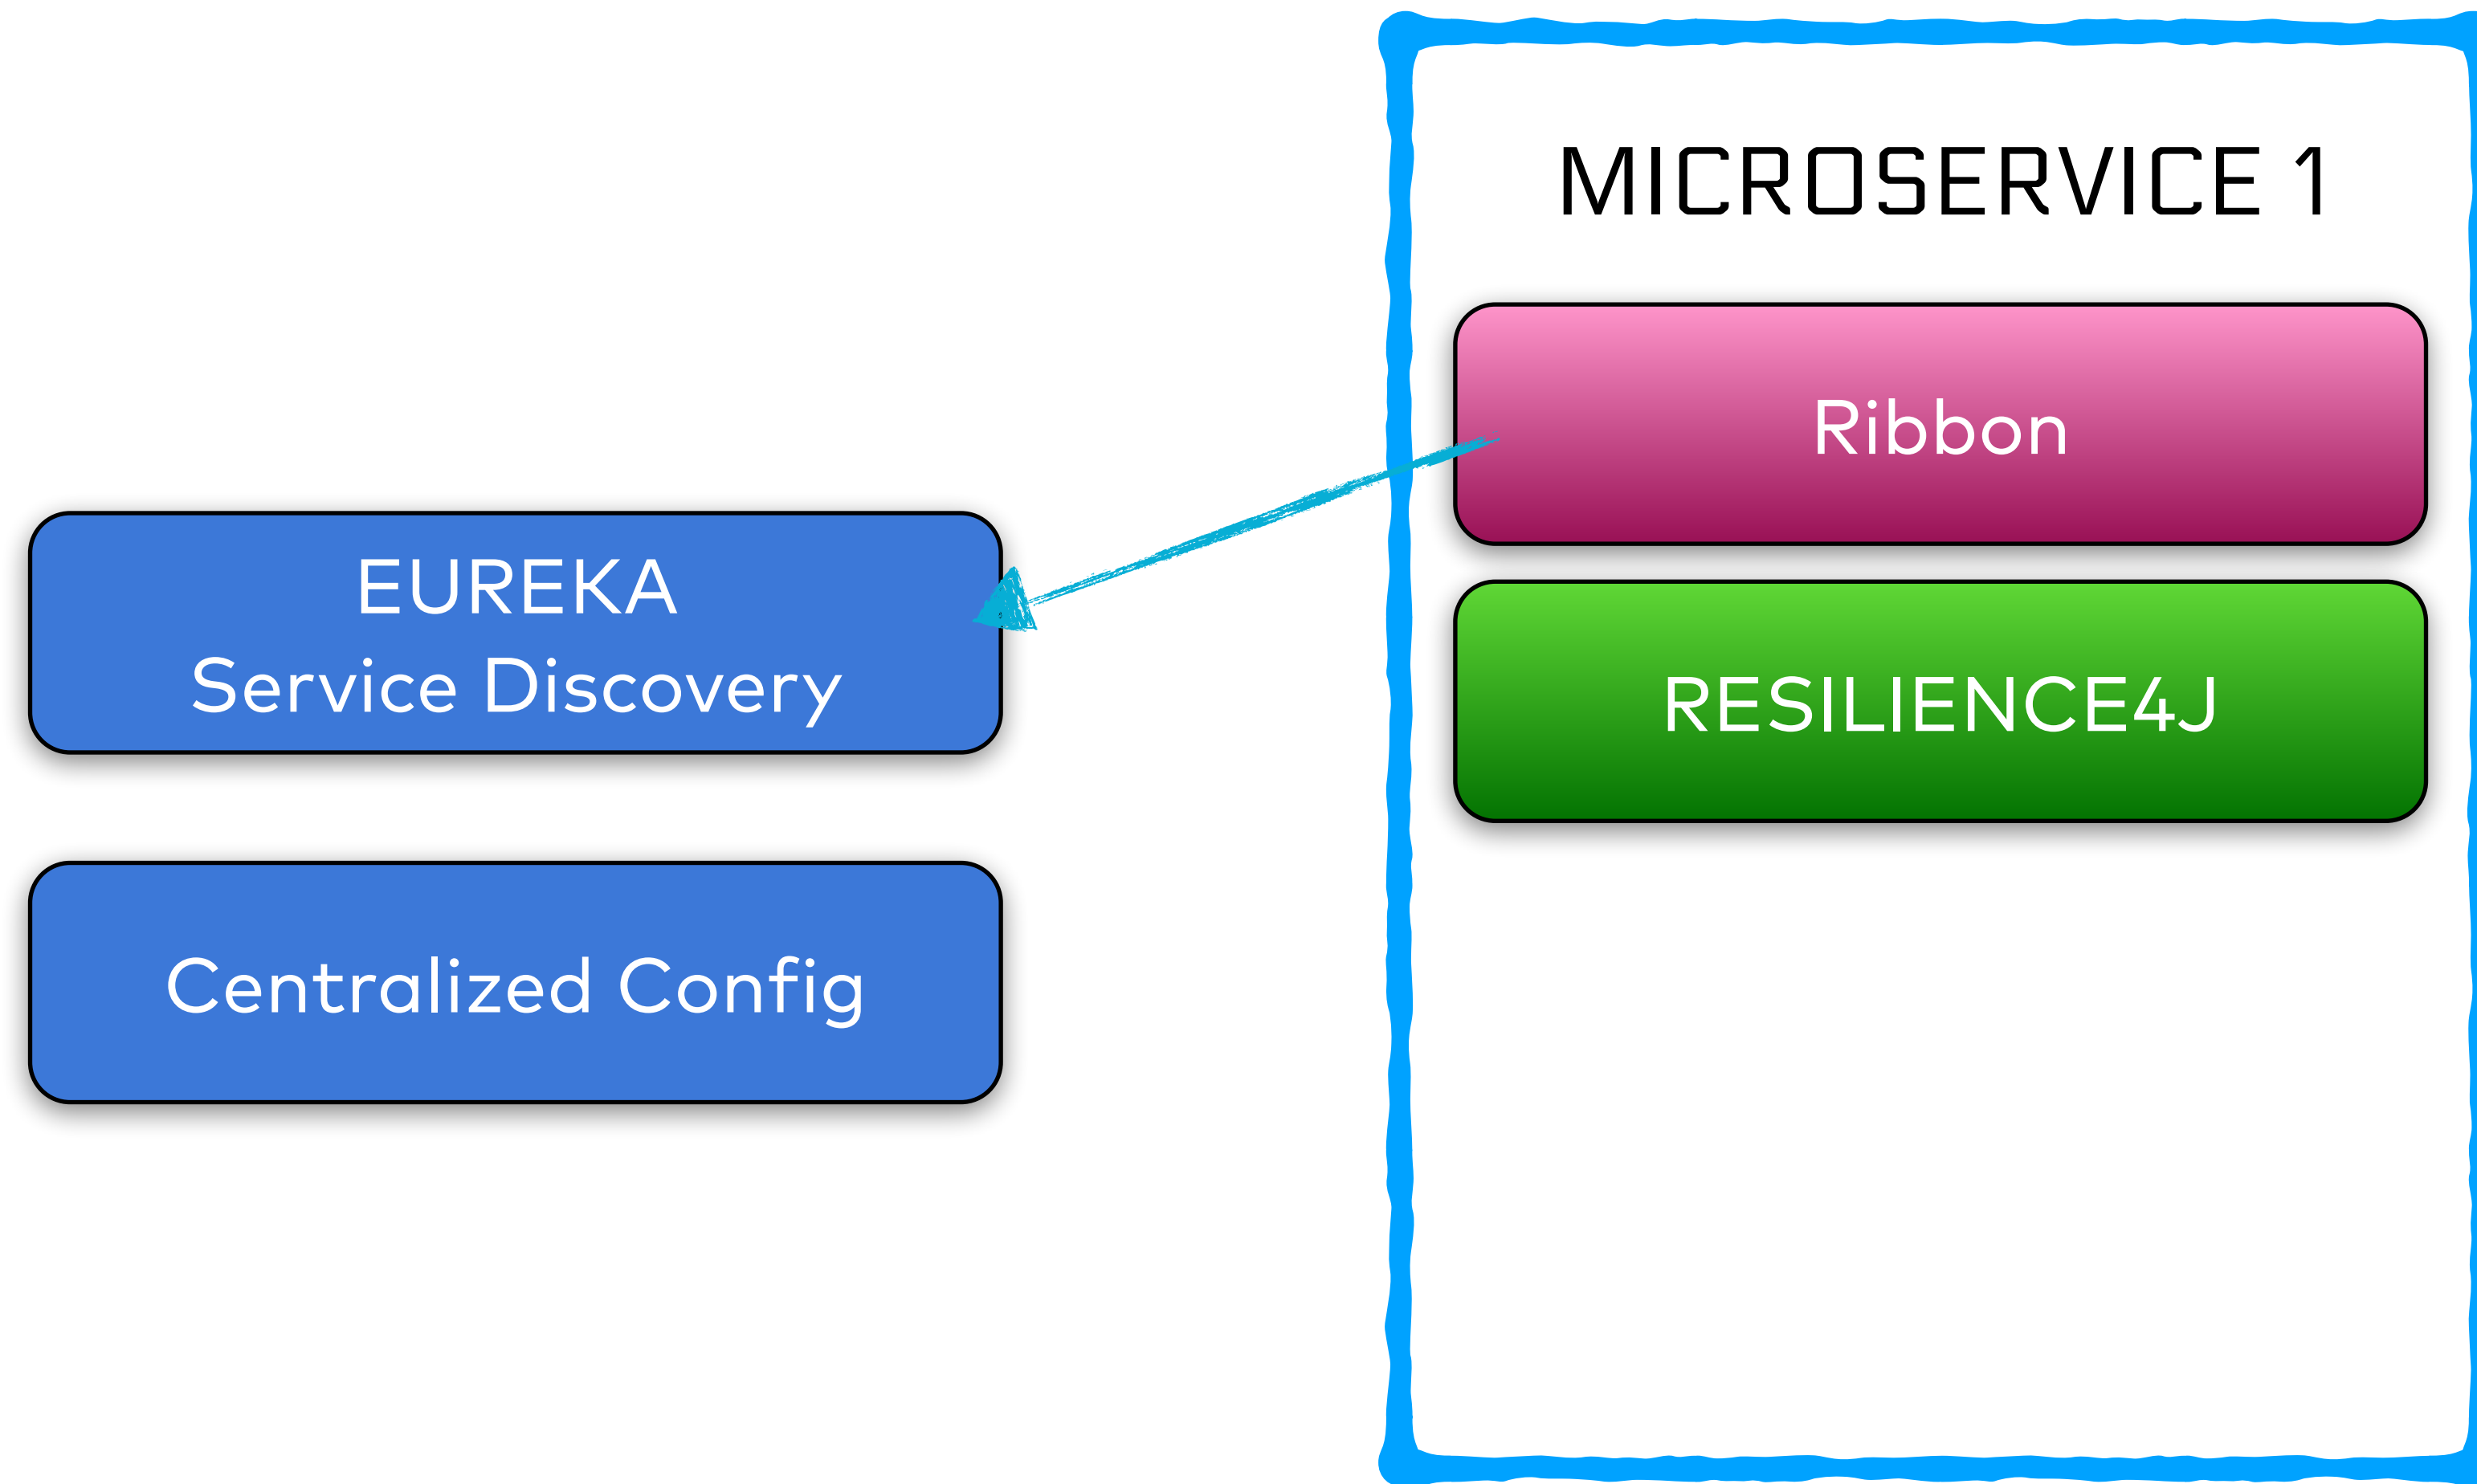 MICROSERVICE 1
Ribbon
EUREKA
Service Discovery
RESILIENCE4J
Centralized Config